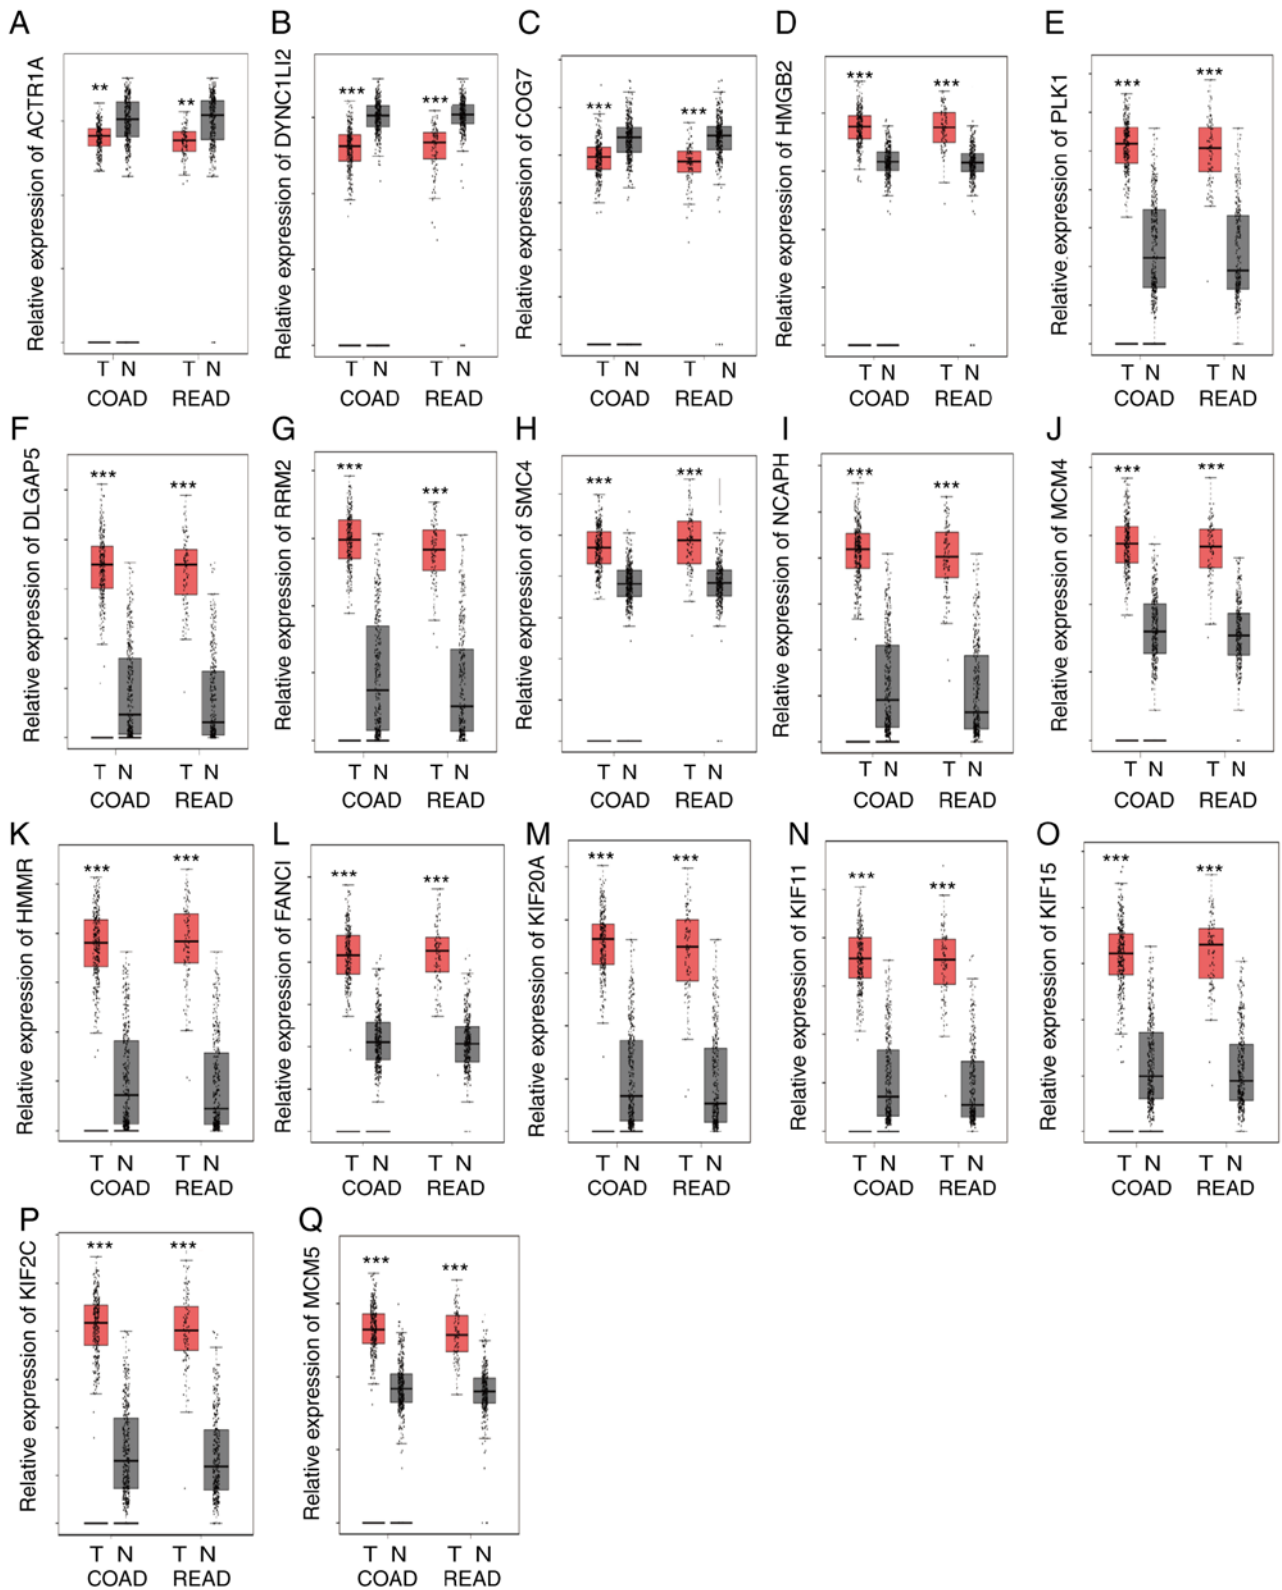 A
Relative expression of ACTR1A
**
**
T N T N
COAD READ
B
Relative expression of DYNC1LI2
***
***
T N T N
COAD READ
C
Relative expression of COG7
***
***
T N T N
COAD READ
D
Relative expression of HMGB2
***
***
T N T N
COAD READ
E
Relative expression of PLK1
***
***
T N T N
COAD READ
F
Relative expression of DLGAP5
***
***
T N T N
COAD READ
G
Relative expression of RRM2
***
***
T N T N
COAD READ
H
Relative expression of SMC4
***
***
T N T N
COAD READ
I
Relative expression of NCAPH
***
***
T N T N
COAD READ
J
Relative expression of MCM4
***
***
T N T N
COAD READ
K
Relative expression of HMMR
***
***
T N T N
COAD READ
L
Relative expression of FANCI
***
***
T N T N
COAD READ
M
Relative expression of KIF20A
***
***
T N T N
COAD READ
N
Relative expression of KIF11
***
***
T N T N
COAD READ
O
Relative expression of KIF15
***
***
T N T N
COAD READ
P
Relative expression of KIF2C
***
***
T N T N
COAD READ
Q
Relative expression of MCM5
***
***
T N T N
COAD READ